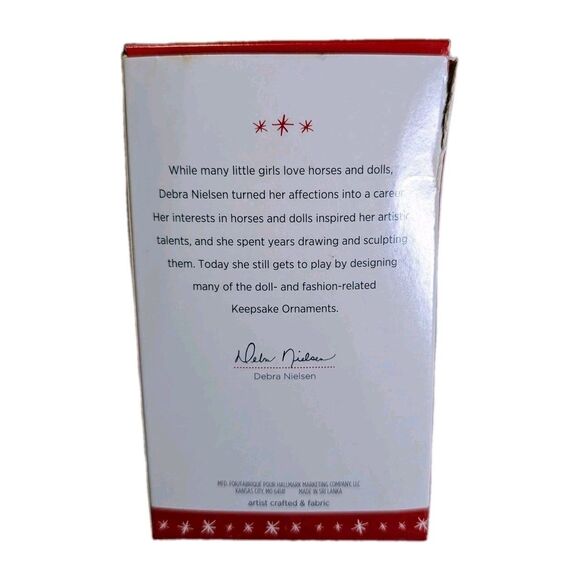 While many little girls love horses and dolls,
Debra Nielsen turned her affections into a career.
Her interests in horses and dolls inspired her artistic
talents, and she spent years drawing and sculpting
them. Today she still gets to play by designing
many of the doll- and fashion-related
Keepsake Ornaments.
Debra Nielsen
Debra Nielsen
MFD. FOR/FABRIQUÉ POUR HALLMARK MARKETING COMPANY, LLC
KANSAS CITY, MO 64141 MADE IN SRI LANKA
artist crafted & fabric